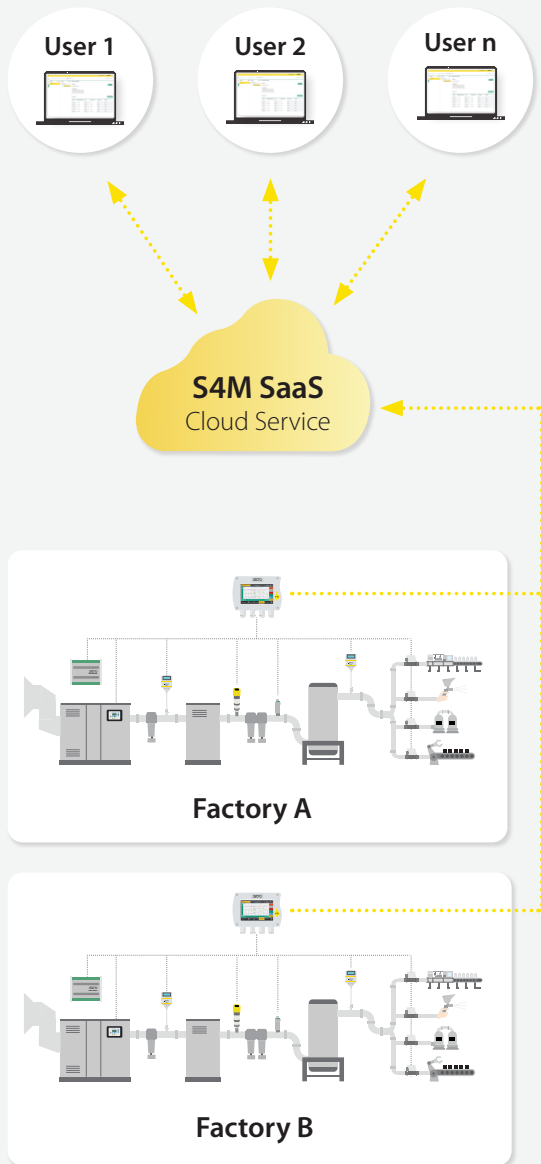 User 1
User 2
User n
S4M SaaS
Cloud Service
Factory A
Factory B